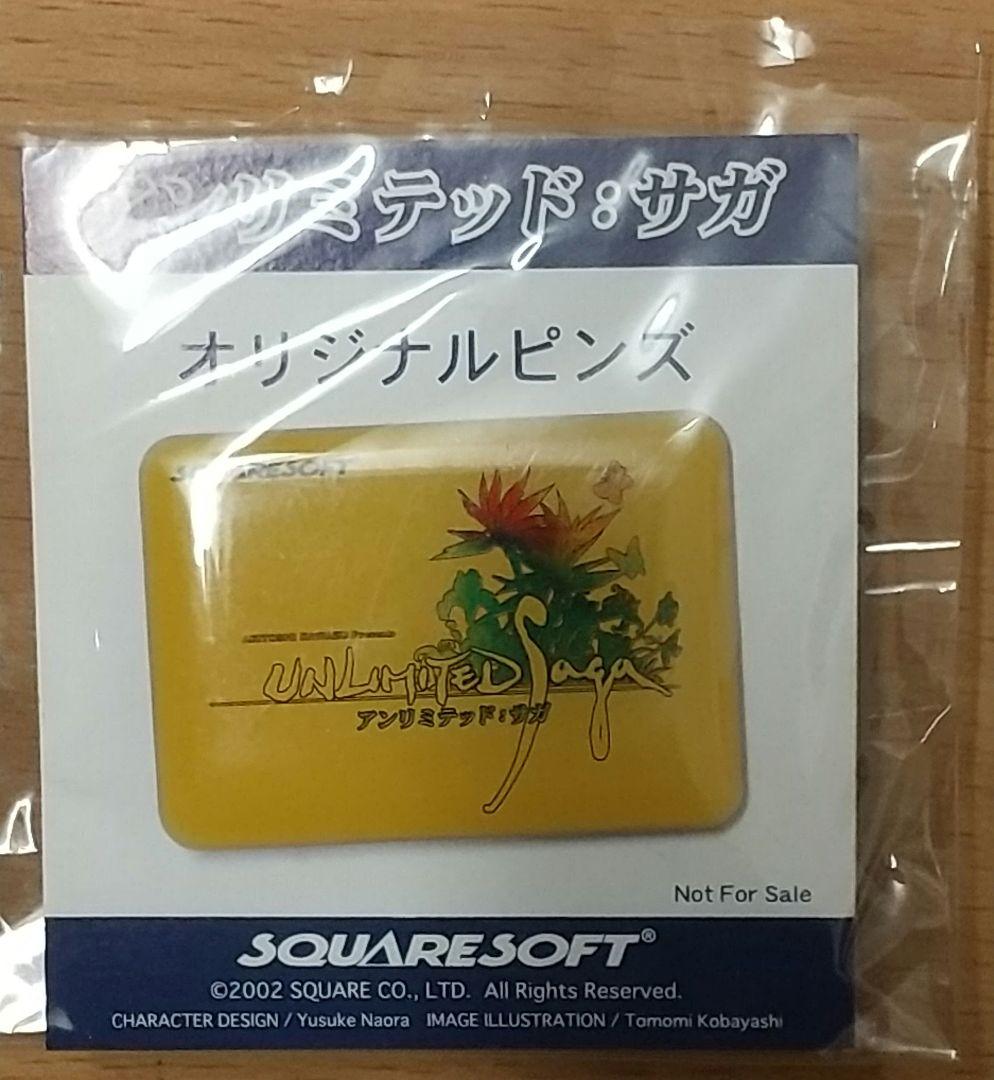 アンリミテッド:サガ
オリジナルピンズ
SQUARESOFT
AKITOSHI KAWAZU Presents
UNLIMITED Saga
アンリミテッド:サガ
Not For Sale
SQUARESOFT®
©2002 SQUARE CO., LTD. All Rights Reserved.
CHARACTER DESIGN / Yusuke Naora IMAGE ILLUSTRATION / Tomomi Kobayashi